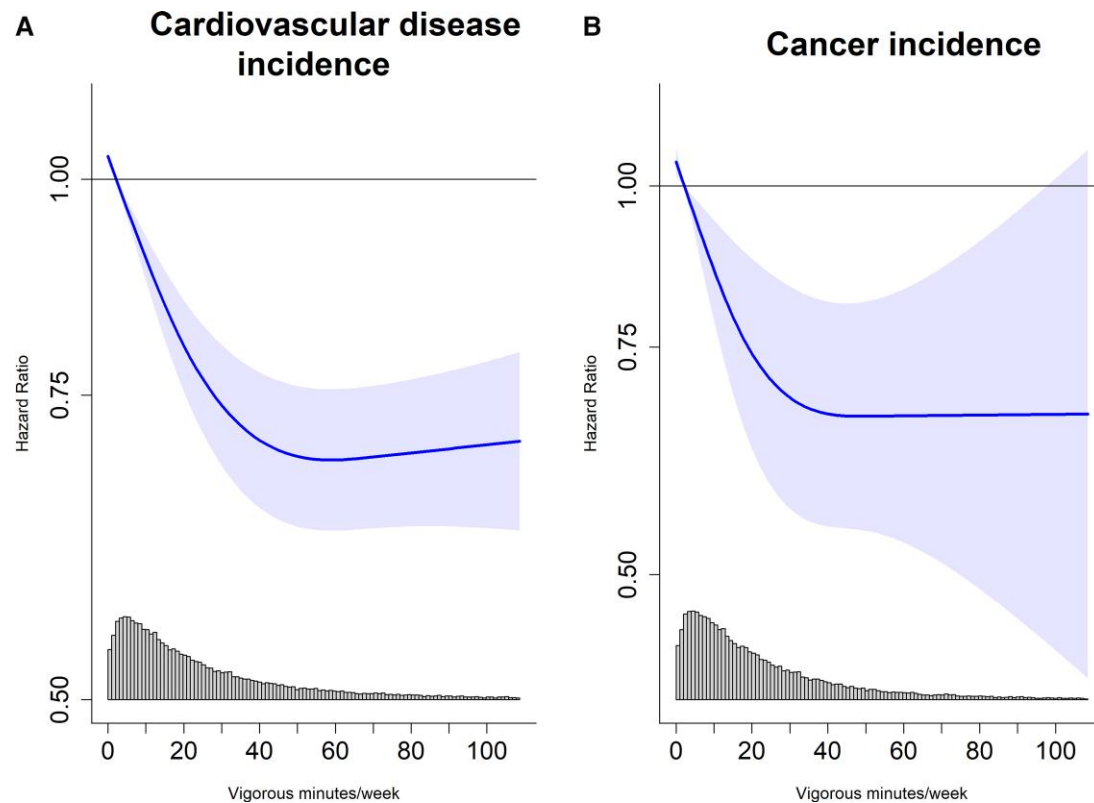 A
Cardiovascular disease
incidence
Hazard Ratio
1.00
0.75
0.50
0 20 40 60 80 100
Vigorous minutes/week
B
Cancer incidence
Hazard Ratio
1.00
0.75
0.50
0 20 40 60 80 100
Vigorous minutes/week